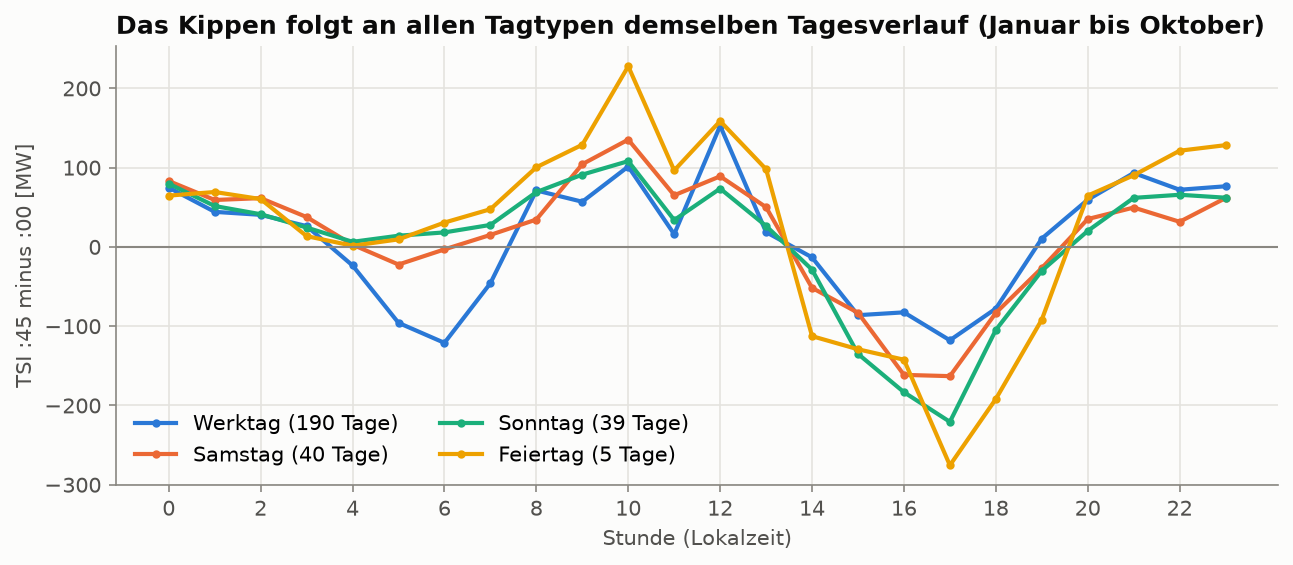 Das Kippen folgt an allen Tagtypen demselben Tagesverlauf (Januar bis Oktober)
TSI :45 minus :00 [MW]
200
100
0
−100
−200
−300
Werktag (190 Tage)
Samstag (40 Tage)
Sonntag (39 Tage)
Feiertag (5 Tage)
0 2 4 6 8 10 12 14 16 18 20 22
Stunde (Lokalzeit)